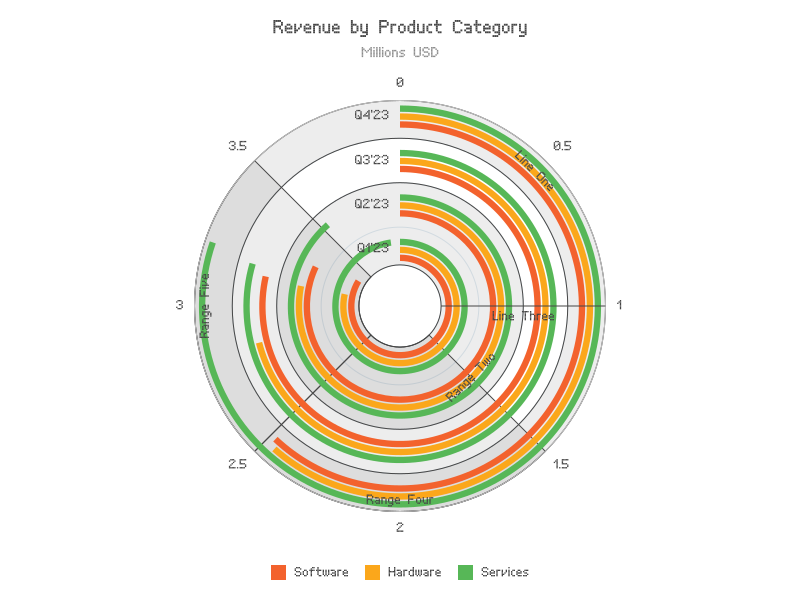 Revenue by Product Category
Millions USD
0
Q4'23
Q3'23
Q2'23
Q1'23
0.5
1
1.5
2
2.5
3
3.5
Line One
Line Three
Range Two
Range Four
Range Five
Software
Hardware
Services